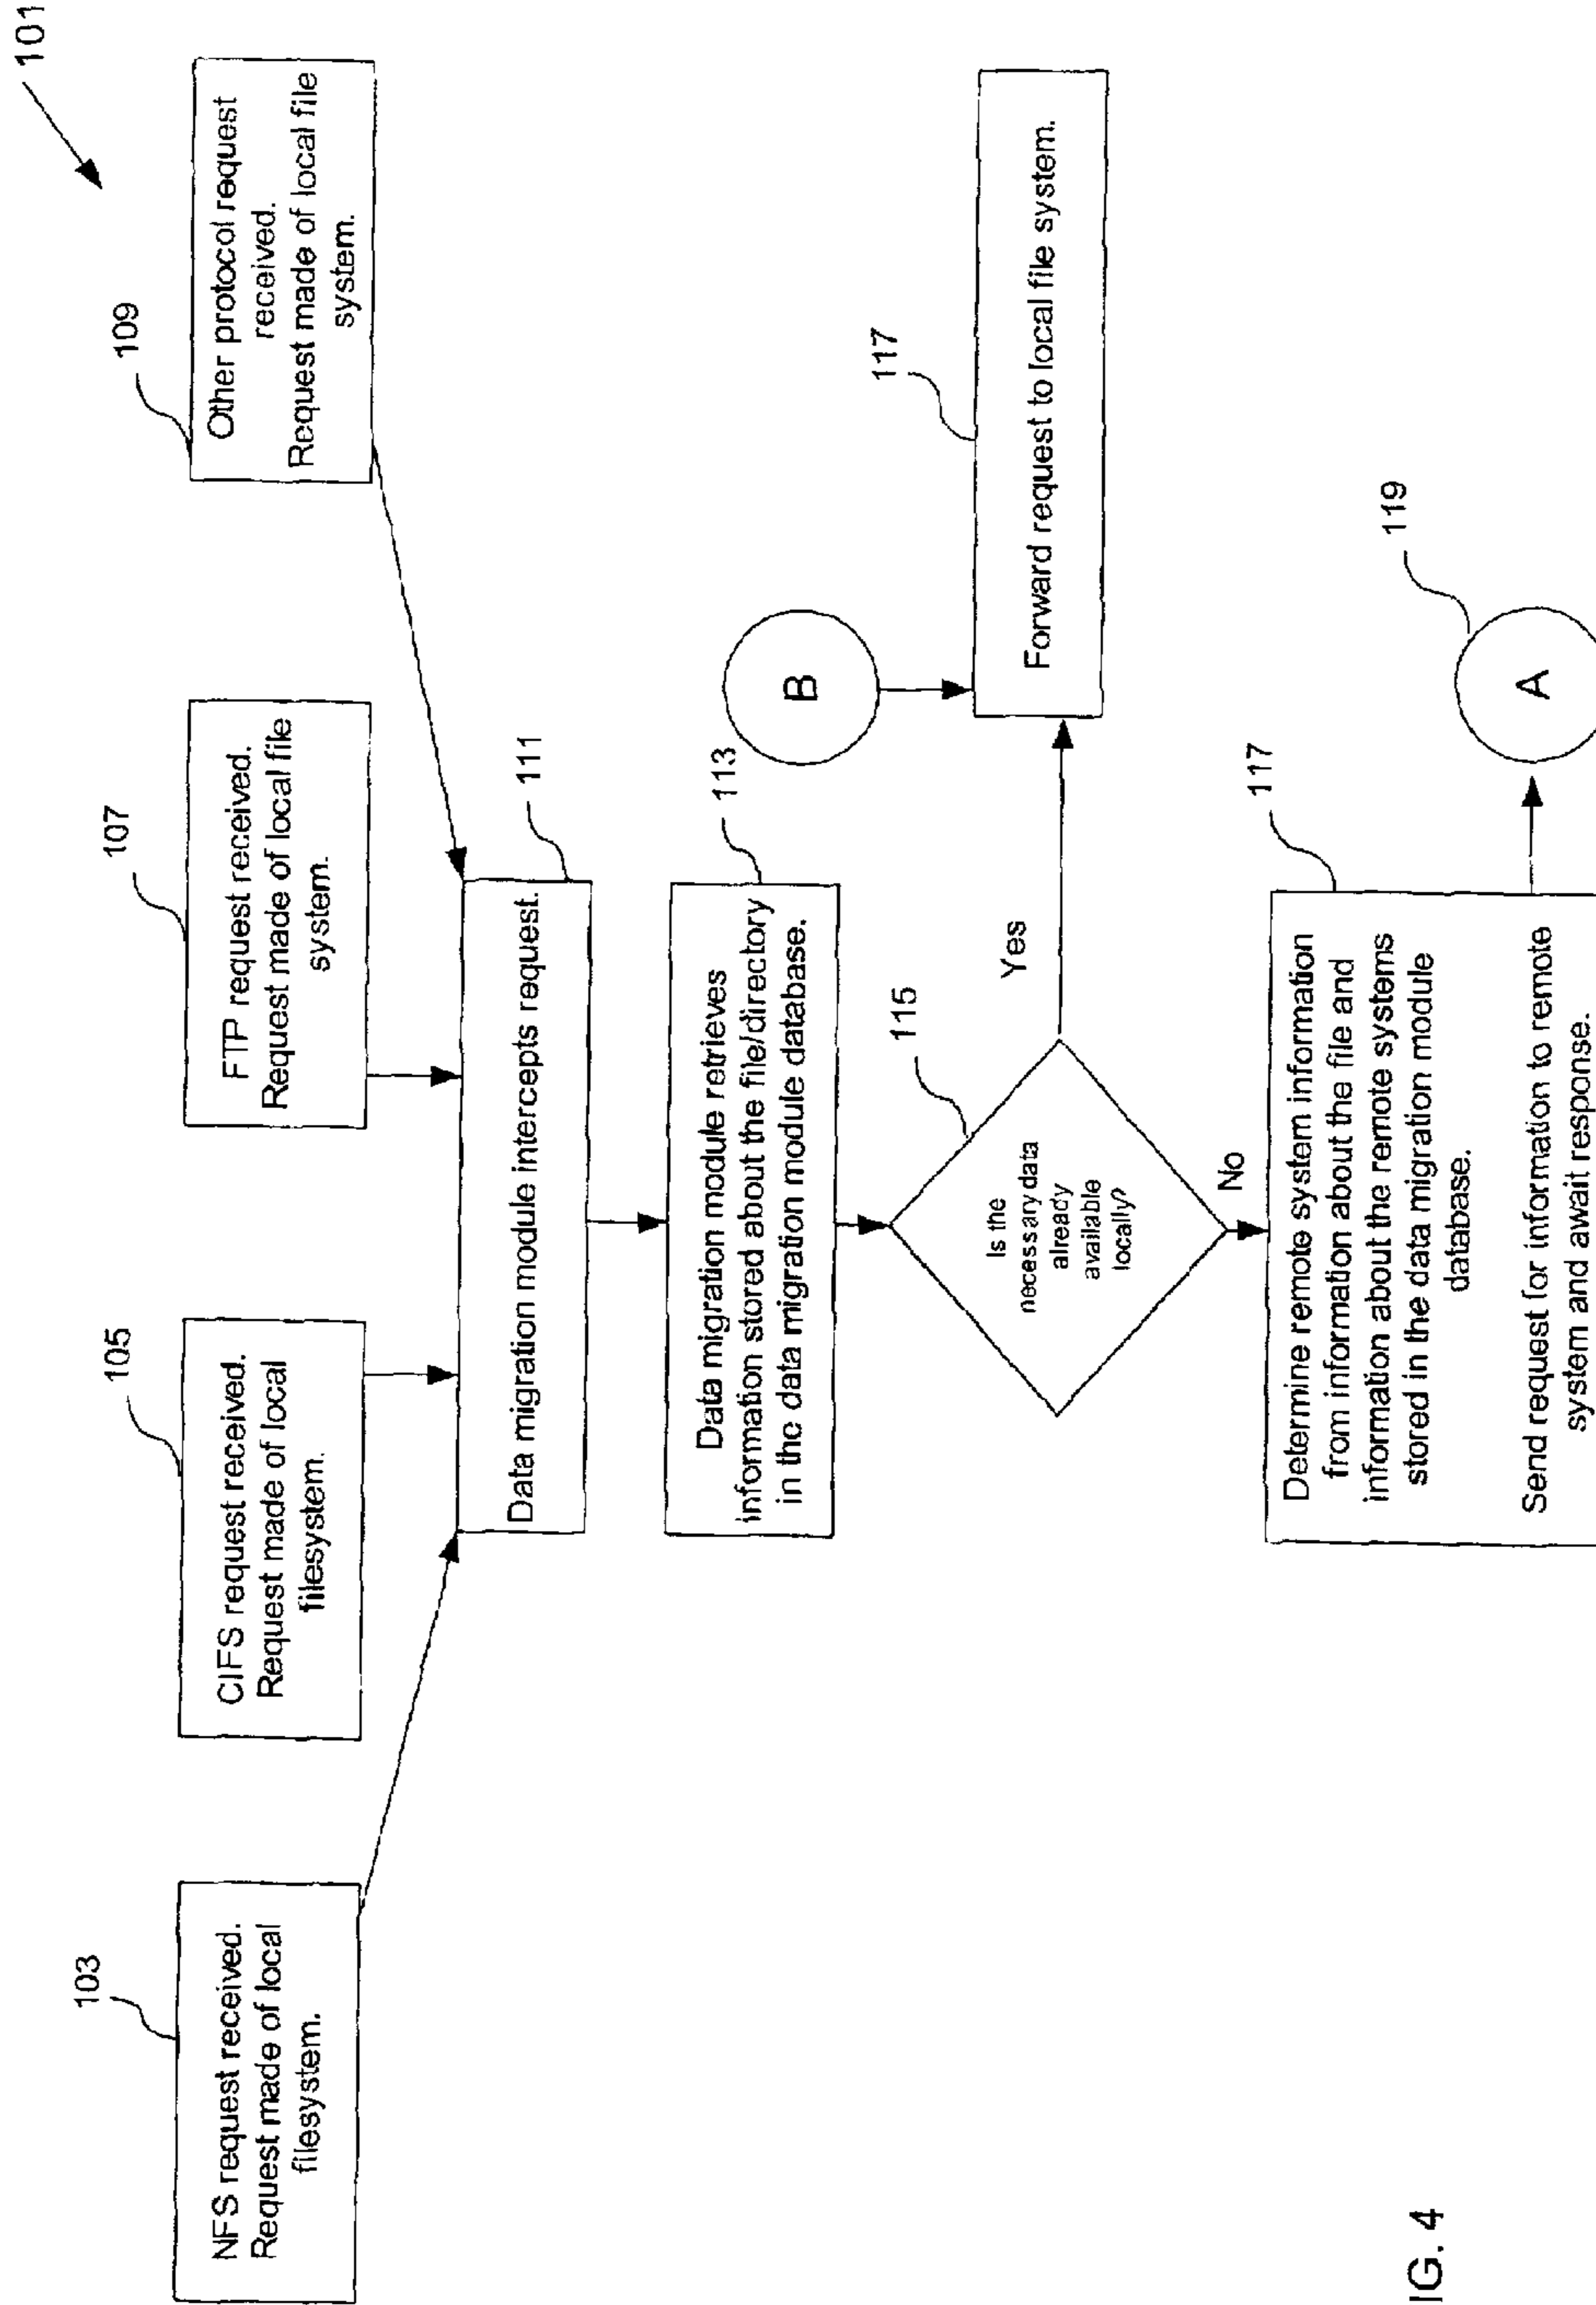 101
103
NFS request received.
Request made of local
filesystem.
105
CIFS request received.
Request made of local
filesystem.
107
FTP request received.
Request made of local file
system.
109
Other protocol request
received.
Request made of local file
system.
111
Data migration module intercepts request.
113
Data migration module retrieves
information stored about the file/directory
in the data migration module database.
B
115
Is the
necessary data
already
available
locally?
Yes
117
Forward request to local file system.
No
117
Determine remote system information
from information about the file and
information about the remote systems
stored in the data migration module
database.
Send request for information to remote
system and await response.
119
A
IG. 4